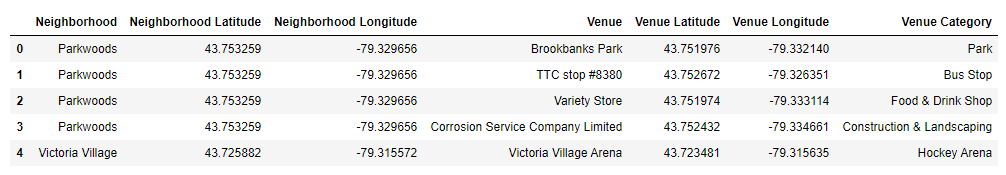 Neighborhood Neighborhood Latitude Neighborhood Longitude Venue Venue Latitude Venue Longitude Venue Category
0 Parkwoods 43.753259 -79.329656 Brookbanks Park 43.751976 -79.332140 Park
1 Parkwoods 43.753259 -79.329656 TTC stop #8380 43.752672 -79.326351 Bus Stop
2 Parkwoods 43.753259 -79.329656 Variety Store 43.751974 -79.333114 Food & Drink Shop
3 Parkwoods 43.753259 -79.329656 Corrosion Service Company Limited 43.752432 -79.334661 Construction & Landscaping
4 Victoria Village 43.725882 -79.315572 Victoria Village Arena 43.723481 -79.315635 Hockey Arena